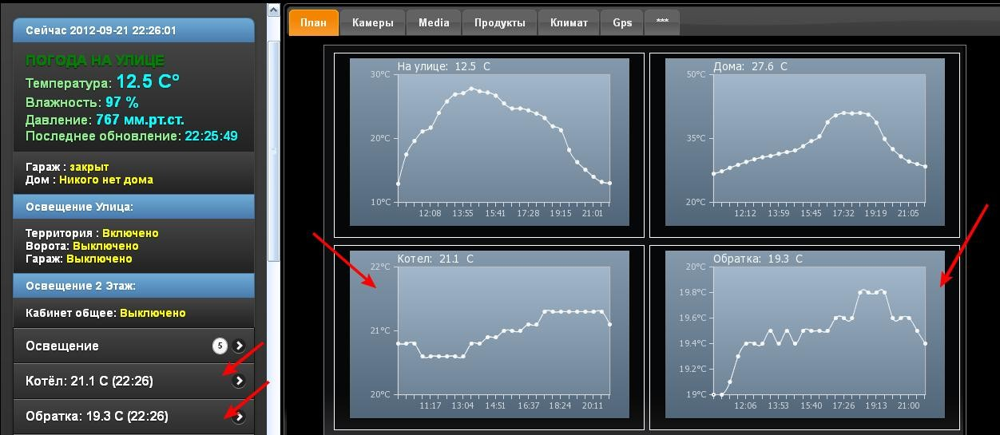 Сейчас 2012-09-21 22:26:01
ПОГОДА НА УЛИЦЕ
Температура: 12.5 C°
Влажность: 97 %
Давление: 767 мм.рт.ст.
Последнее обновление: 22:25:49
Гараж : закрыт
Дом : Никого нет дома
Освещение Улица:
Территория : Включено
Ворота: Выключено
Гараж: Выключено
Освещение 2 Этаж:
Кабинет общее: Выключено
Освещение 5
Котёл: 21.1 C (22:26)
Обратка: 19.3 C (22:26)
План Камеры Media Продукты Климат Gps ***
На улице: 12.5 C
30°C
20°C
10°C
12:08 13:55 15:41 17:28 19:15 21:01
Дома: 27.6 C
50°C
35°C
20°C
12:12 13:59 15:45 17:32 19:19 21:05
Котел: 21.1 C
22°C
21°C
20°C
11:17 13:04 14:51 16:37 18:24 20:11
Обратка: 19.3 C
20°C
19.8°C
19.6°C
19.4°C
19.2°C
19°C
12:06 13:53 15:40 17:26 19:13 21:00